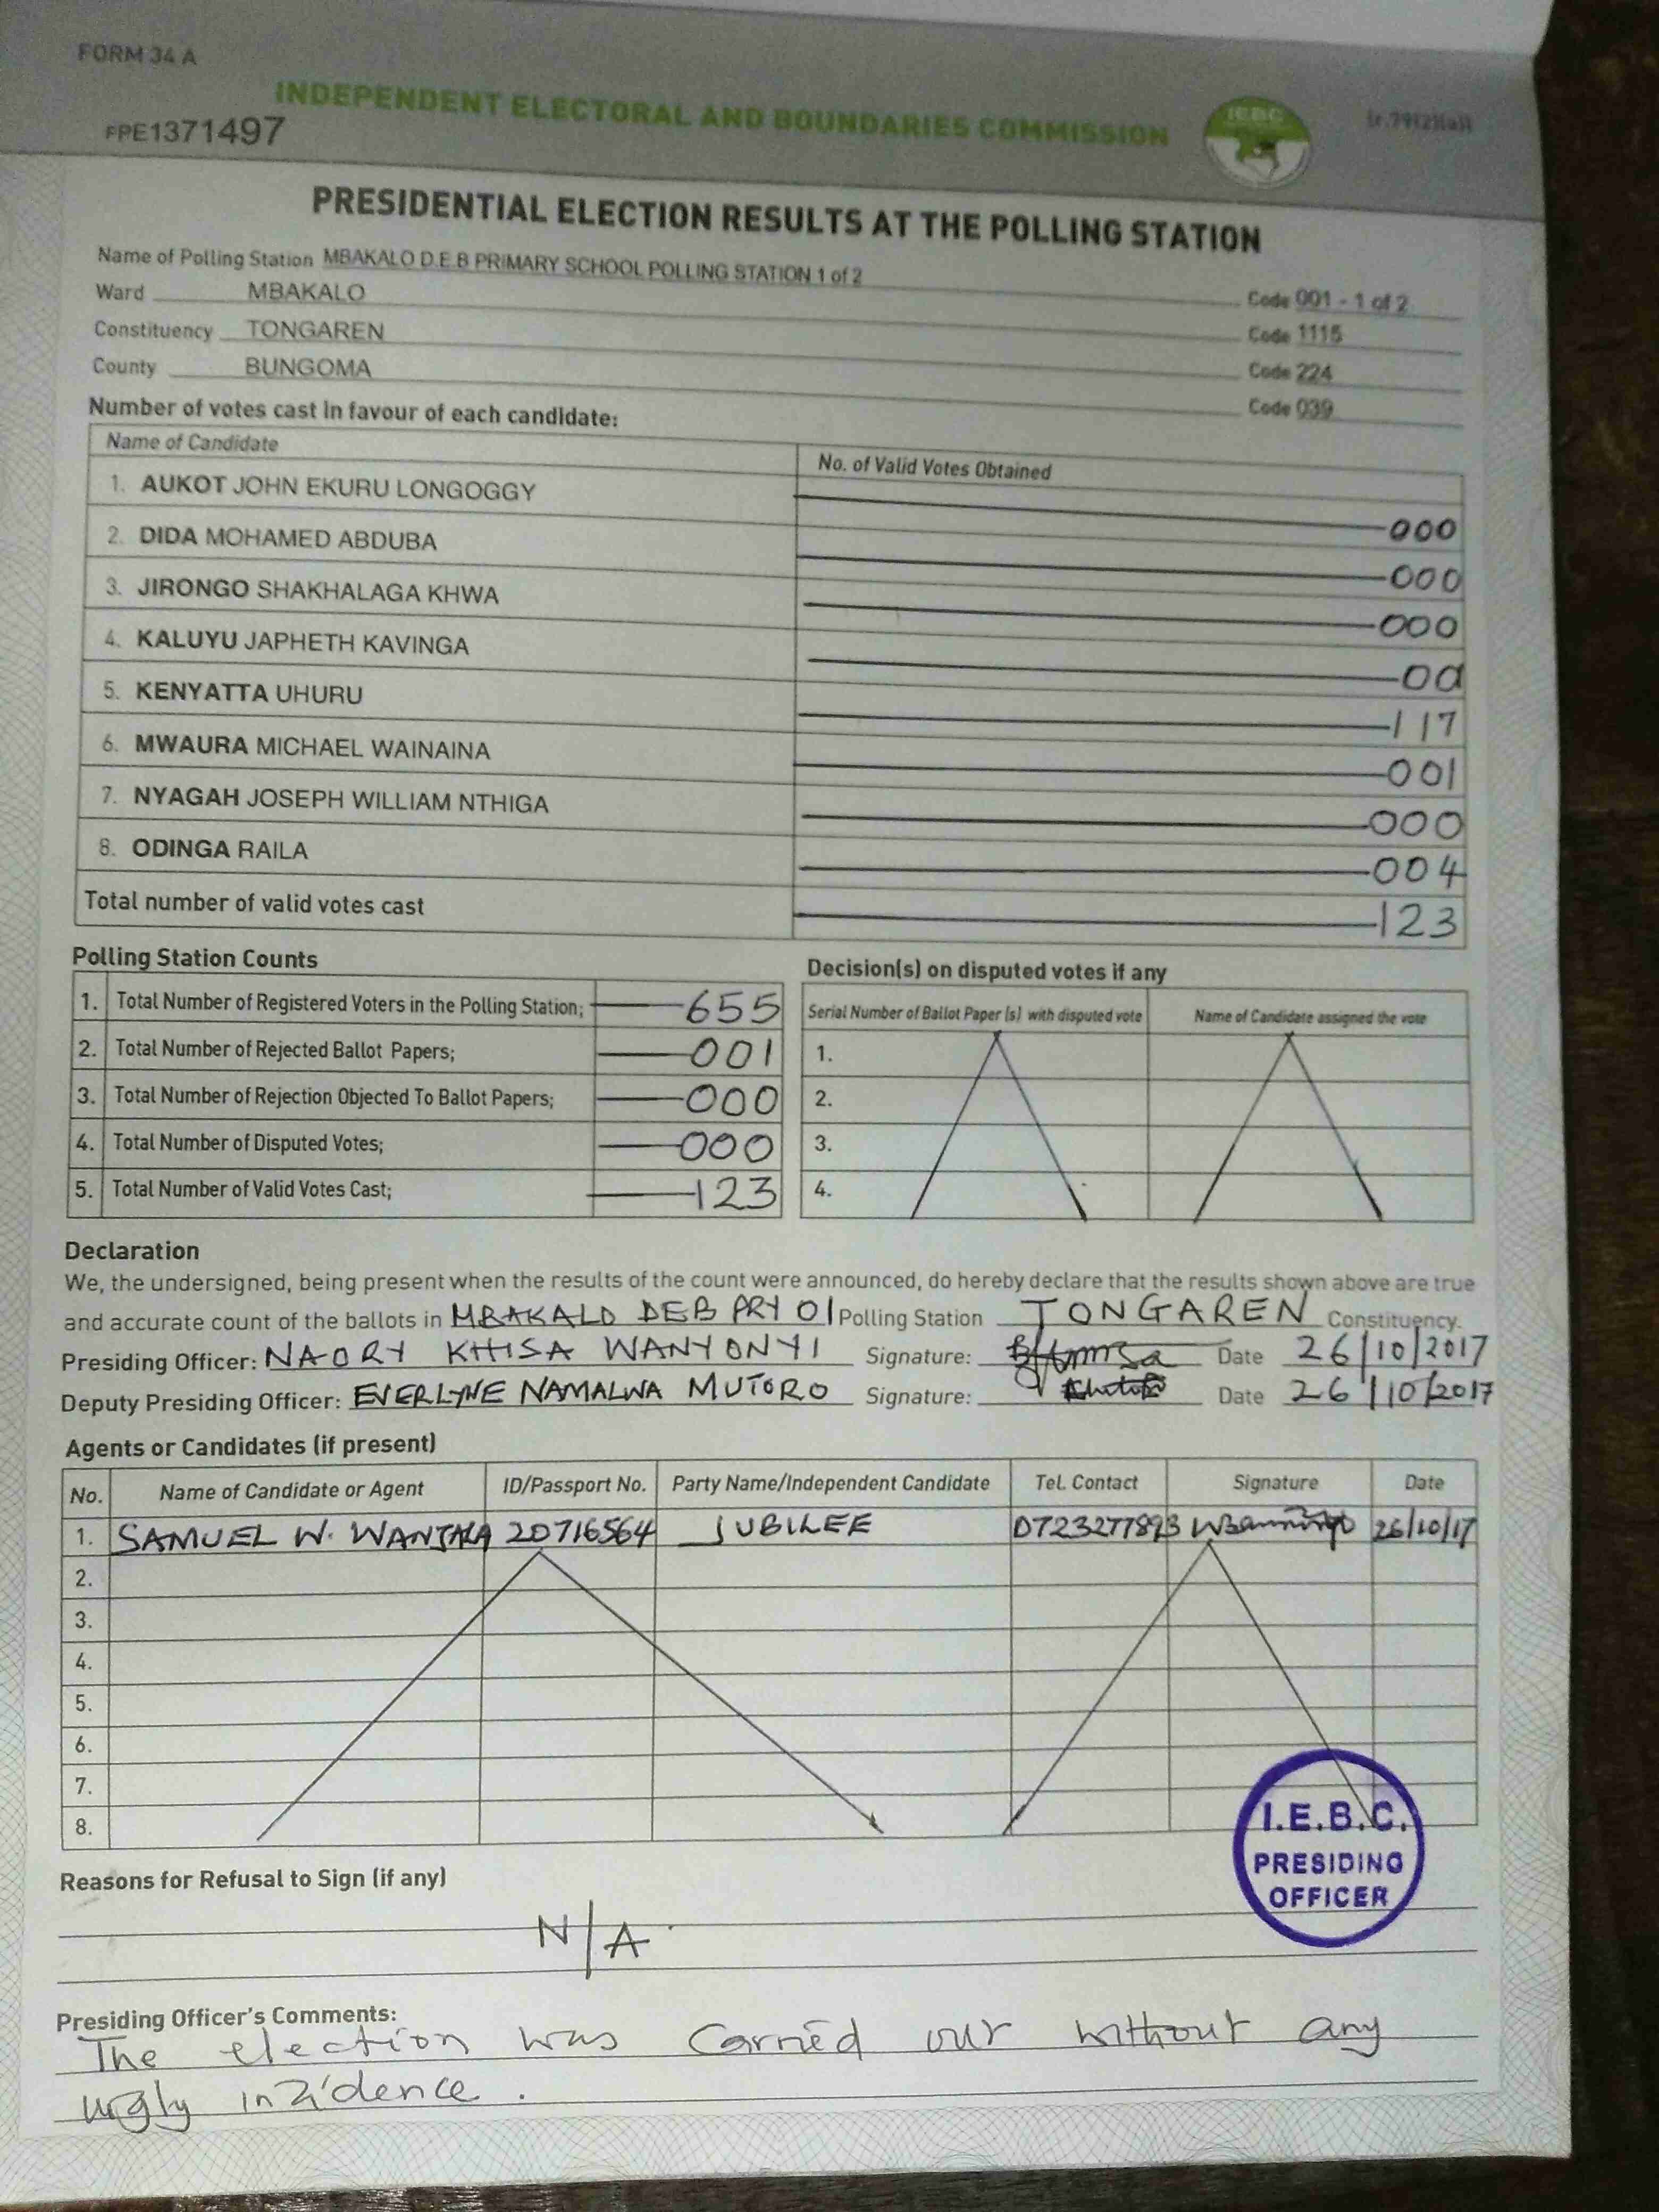 FORM 34 A
INDEPENDENT ELECTORAL AND BOUNDARIES COMMISSION
IEBC
(r.79(2)(a))
FPE1371497
PRESIDENTIAL ELECTION RESULTS AT THE POLLING STATION
Name of Polling Station MBAKALO D.E.B PRIMARY SCHOOL POLLING STATION 1 of 2
Code 001 - 1 of 2
Ward MBAKALO
Code 1115
Constituency TONGAREN
Code 224
County BUNGOMA
Code 039
Number of votes cast in favour of each candidate:
Name of Candidate No. of Valid Votes Obtained
1. AUKOT JOHN EKURU LONGOGGY 000
2. DIDA MOHAMED ABDUBA 000
3. JIRONGO SHAKHALAGA KHWA 000
4. KALUYU JAPHETH KAVINGA 00
5. KENYATTA UHURU 117
6. MWAURA MICHAEL WAINAINA 001
7. NYAGAH JOSEPH WILLIAM NTHIGA 000
8. ODINGA RAILA 004
Total number of valid votes cast 123
Polling Station Counts
1. Total Number of Registered Voters in the Polling Station; 655
2. Total Number of Rejected Ballot Papers; 001
3. Total Number of Rejection Objected To Ballot Papers; 000
4. Total Number of Disputed Votes; 000
5. Total Number of Valid Votes Cast; 123
Decision(s) on disputed votes if any
Serial Number of Ballot Paper (s) with disputed vote Name of Candidate assigned the vote
1.
2.
3.
4.
Declaration
We, the undersigned, being present when the results of the count were announced, do hereby declare that the results shown above are true
and accurate count of the ballots in MBAKALO DEB PRY 01 Polling Station TONGAREN Constituency.
Presiding Officer: NAORY KHISA WANYONYI Signature: Date 26/10/2017
Deputy Presiding Officer: EVERLYNE NAMALWA MUTORO Signature: Date 26/10/2017
Agents or Candidates (if present)
No. Name of Candidate or Agent ID/Passport No. Party Name/Independent Candidate Tel. Contact Signature Date
1. SAMUEL W. WANJALA 20716564 JUBILEE 0723277893 26/10/17
2.
3.
4.
5.
6.
7.
8.
I.E.B.C.
PRESIDING
OFFICER
Reasons for Refusal to Sign (if any)
N/A
Presiding Officer's Comments:
The election was carried our without any
urgly inzidence.